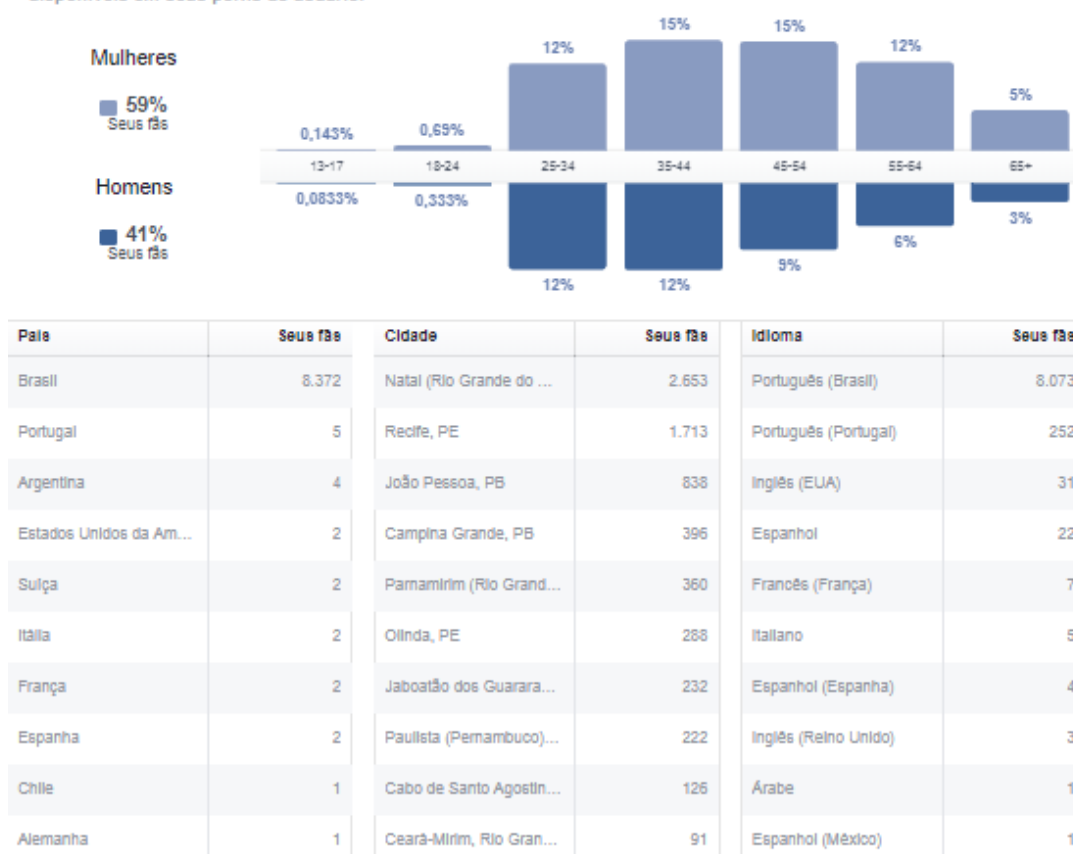 15% 15%
12% 12%
Mulheres
59%
Seus fãs
5%
0,143% 0,69%
13-17 18-24 25-34 35-44 45-54 55-64 65+
Homens
0,0833% 0,333%
41%
Seus fãs
3%
6%
9%
12% 12%
País Seus fãs Cidade Seus fãs Idioma Seus fãs
Brasil 8.372 Natal (Rio Grande do ... 2.653 Português (Brasil) 8.073
Portugal 5 Recife, PE 1.713 Português (Portugal) 252
Argentina 4 João Pessoa, PB 838 Inglês (EUA) 31
Estados Unidos da Am... 2 Campina Grande, PB 396 Espanhol 22
Suíça 2 Parnamirim (Rio Grand... 360 Francês (França) 7
Itália 2 Olinda, PE 288 Italiano 5
França 2 Jaboatão dos Guarara... 232 Espanhol (Espanha) 4
Espanha 2 Paulista (Pernambuco)... 222 Inglês (Reino Unido) 3
Chile 1 Cabo de Santo Agostin... 126 Árabe 1
Alemanha 1 Ceará-Mirim, Rio Gran... 91 Espanhol (México) 1